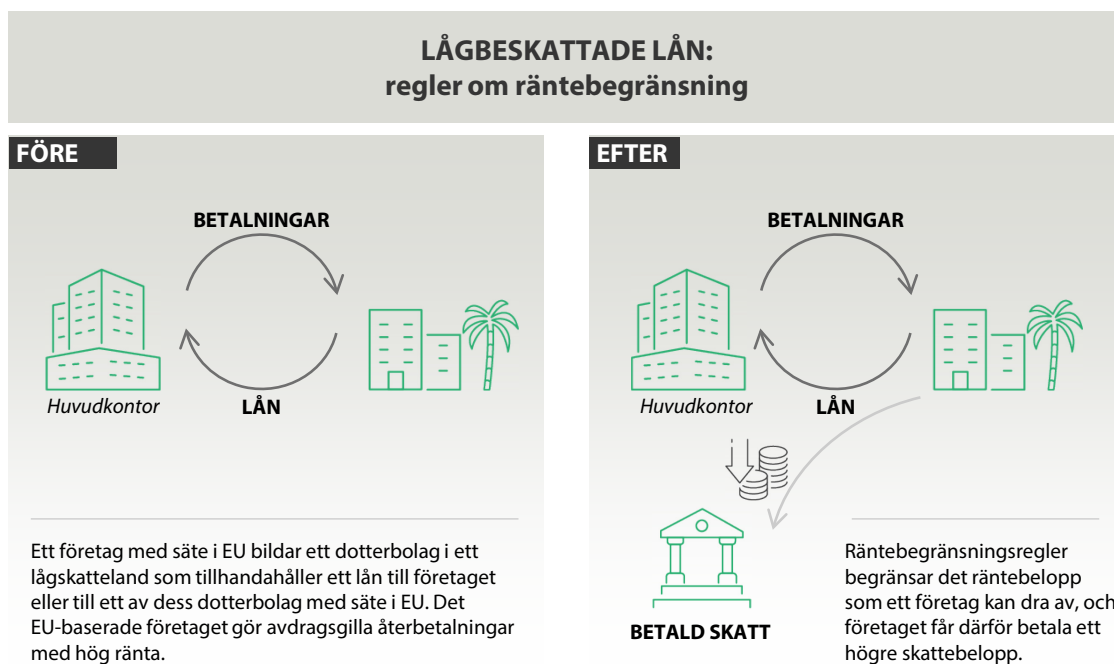 LÅGBESKATTADE LÅN:
regler om räntebegränsning
FÖRE
BETALNINGAR
Huvudkontor
LÅN
Ett företag med säte i EU bildar ett dotterbolag i ett
lågskatteland som tillhandahåller ett lån till företaget
eller till ett av dess dotterbolag med säte i EU. Det
EU-baserade företaget gör avdragsgilla återbetalningar
med hög ränta.
EFTER
BETALNINGAR
Huvudkontor
LÅN
BETALD SKATT
Räntebegränsningsregler
begränsar det räntebelopp
som ett företag kan dra av, och
företaget får därför betala ett
högre skattebelopp.